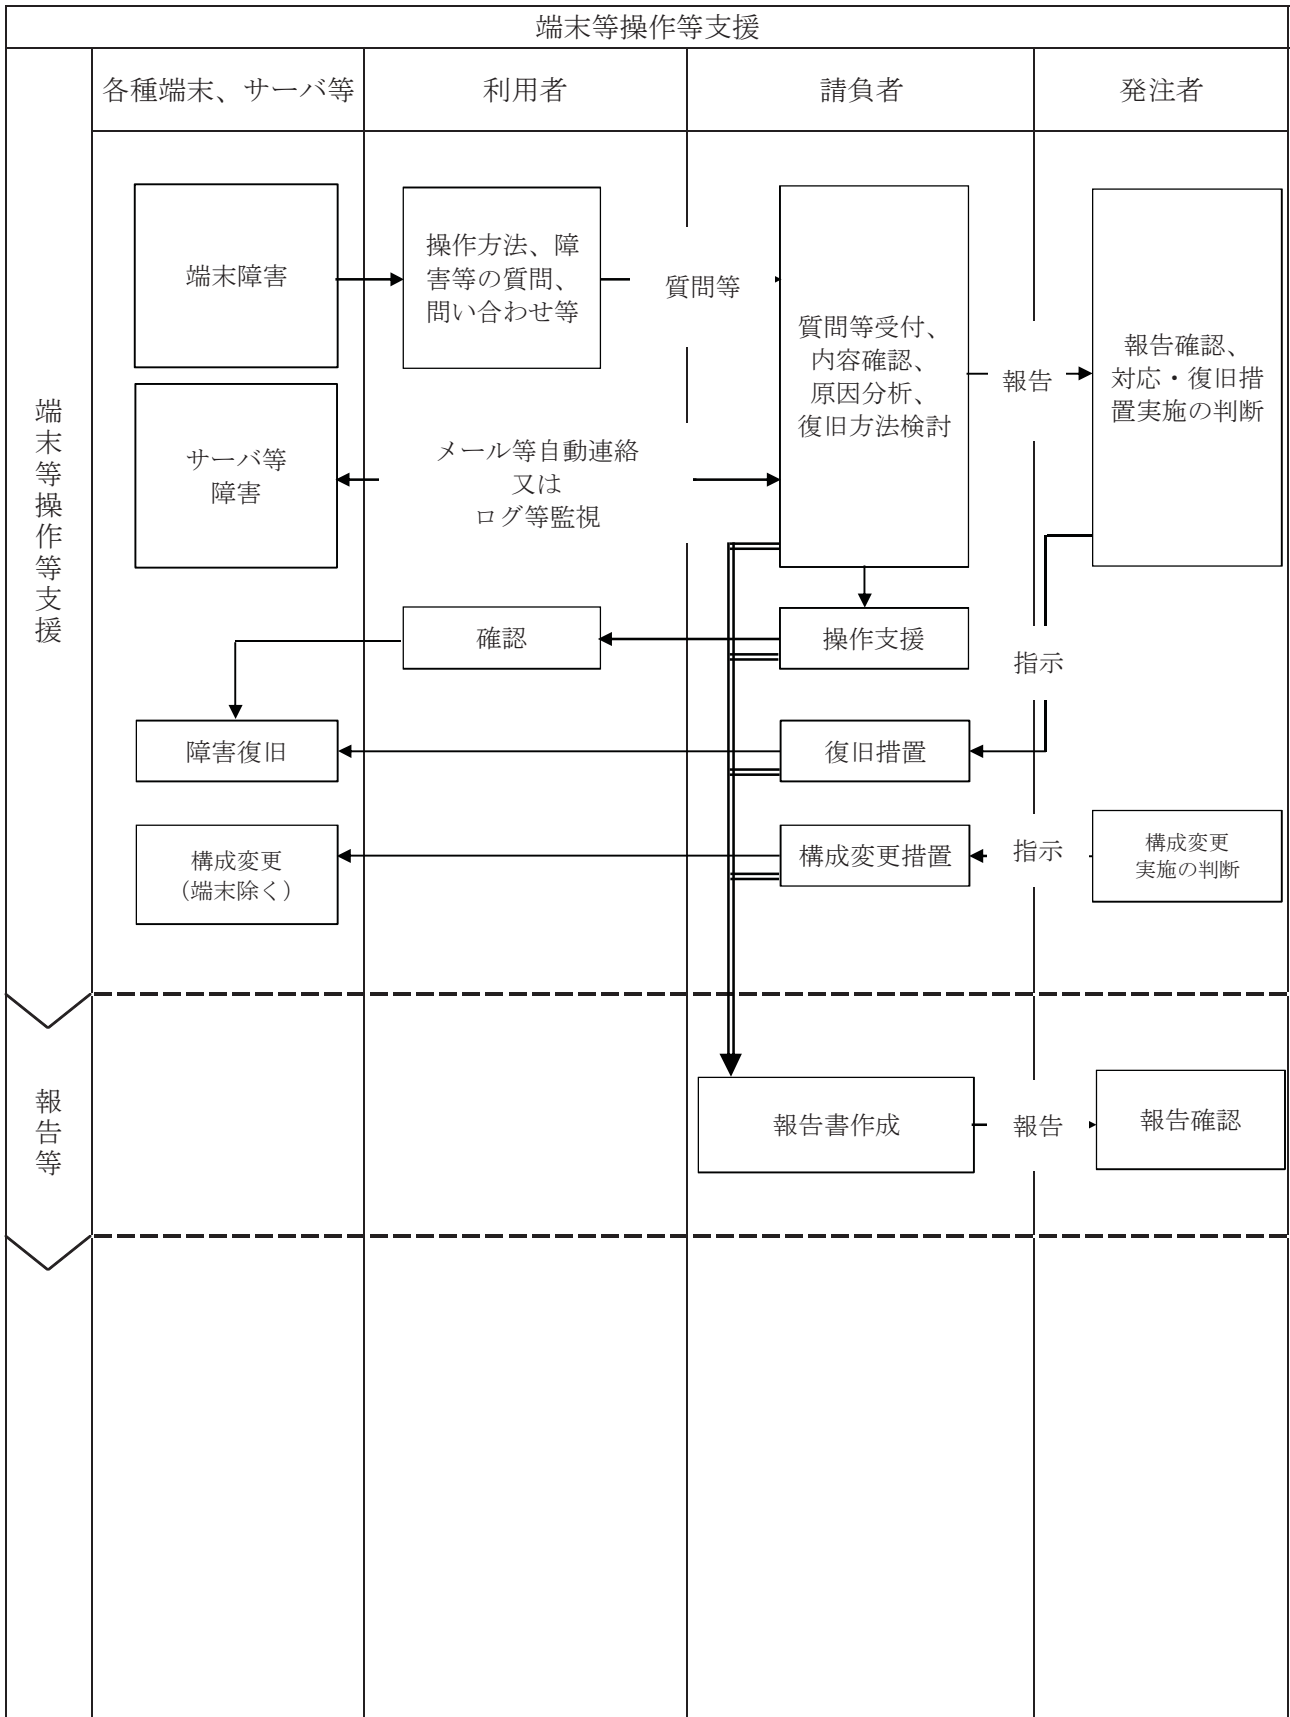 端末等操作等支援
各種端末、サーバ等
利用者
請負者
発注者
端末等操作等支援
端末障害
操作方法、障
害等の質問、
問い合わせ等
質問等
質問等受付、
内容確認、
原因分析、
復旧方法検討
報告
報告確認、
対応・復旧措
置実施の判断
サーバ等
障害
メール等自動連絡
又は
ログ等監視
確認
操作支援
指示
障害復旧
復旧措置
構成変更
（端末除く）
構成変更措置
指示
構成変更
実施の判断
報告等
報告書作成
報告
報告確認